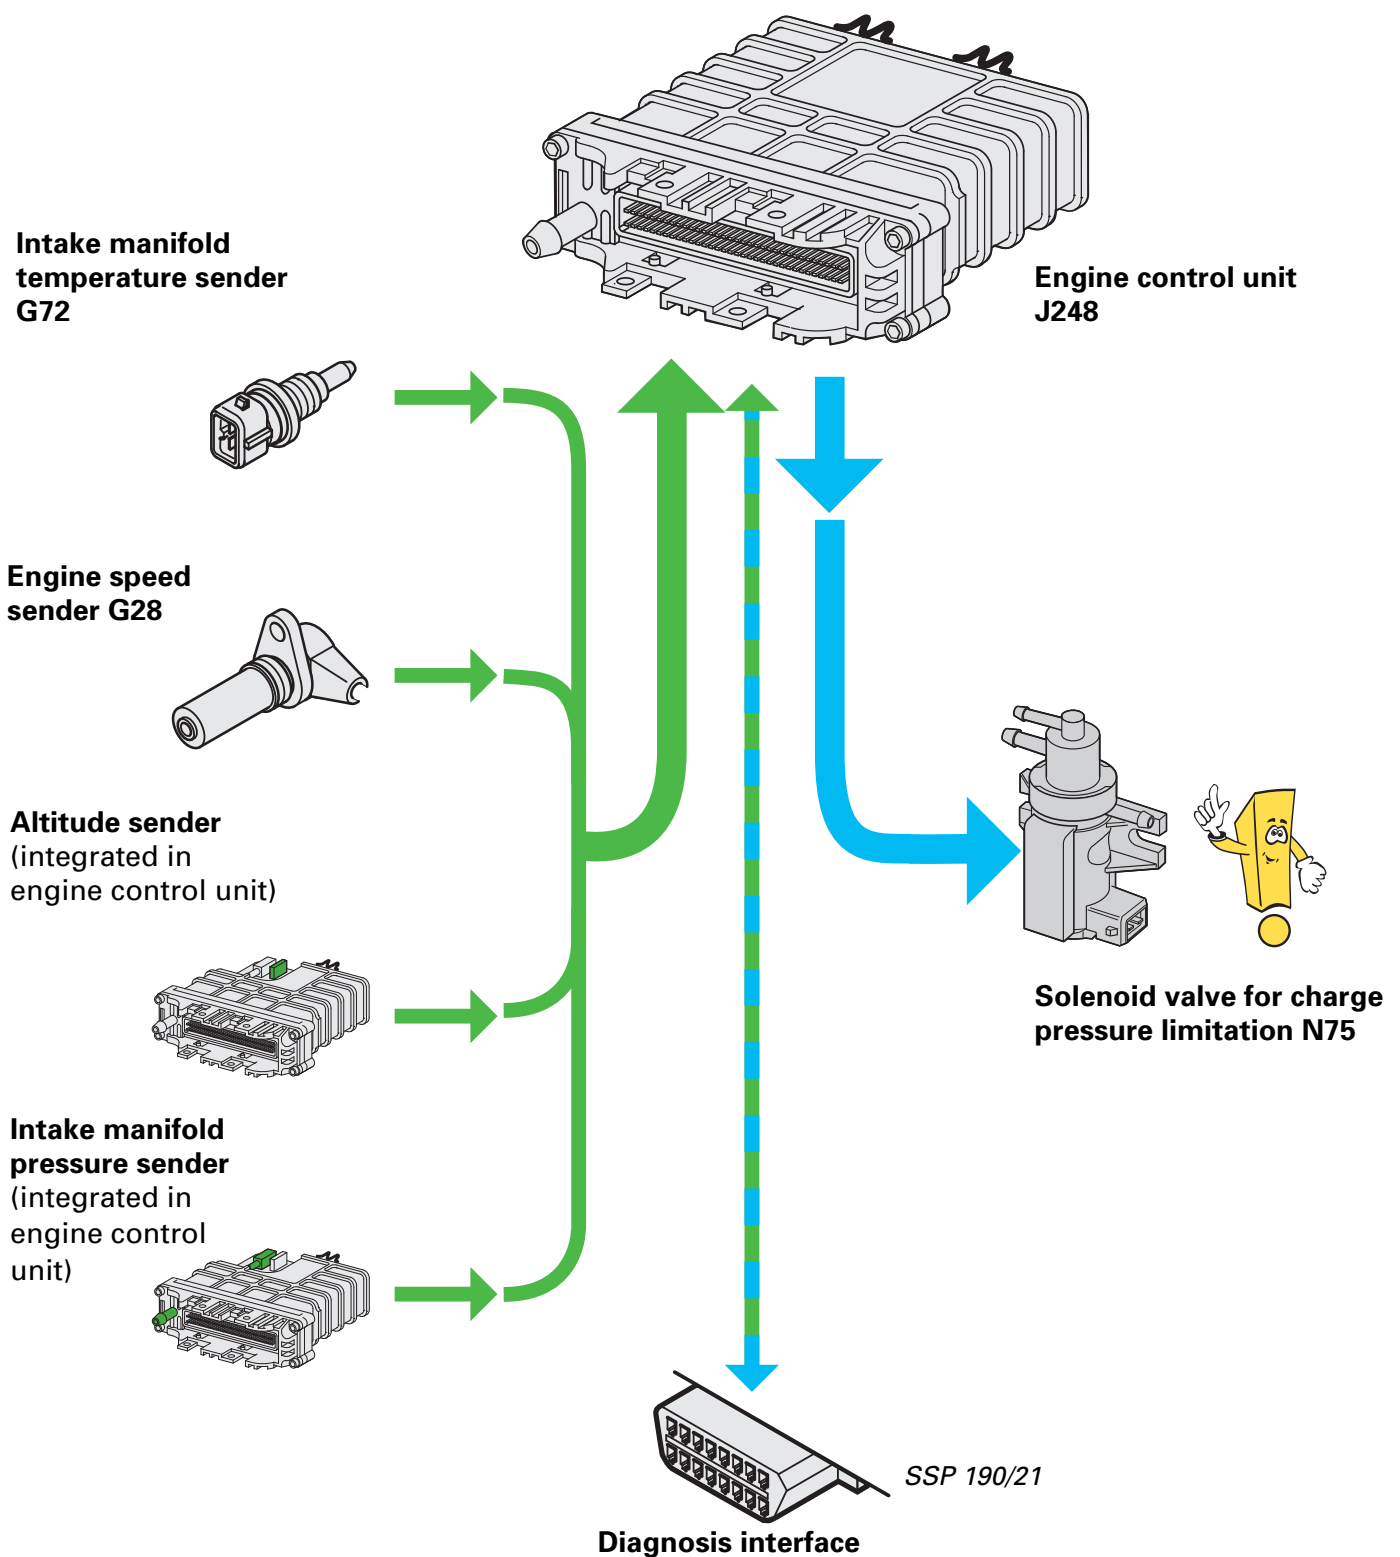 Intake manifold
temperature sender
G72
Engine control unit
J248
Engine speed
sender G28
Altitude sender
(integrated in
engine control unit)
Solenoid valve for charge
pressure limitation N75
Intake manifold
pressure sender
(integrated in
engine control
unit)
SSP 190/21
Diagnosis interface